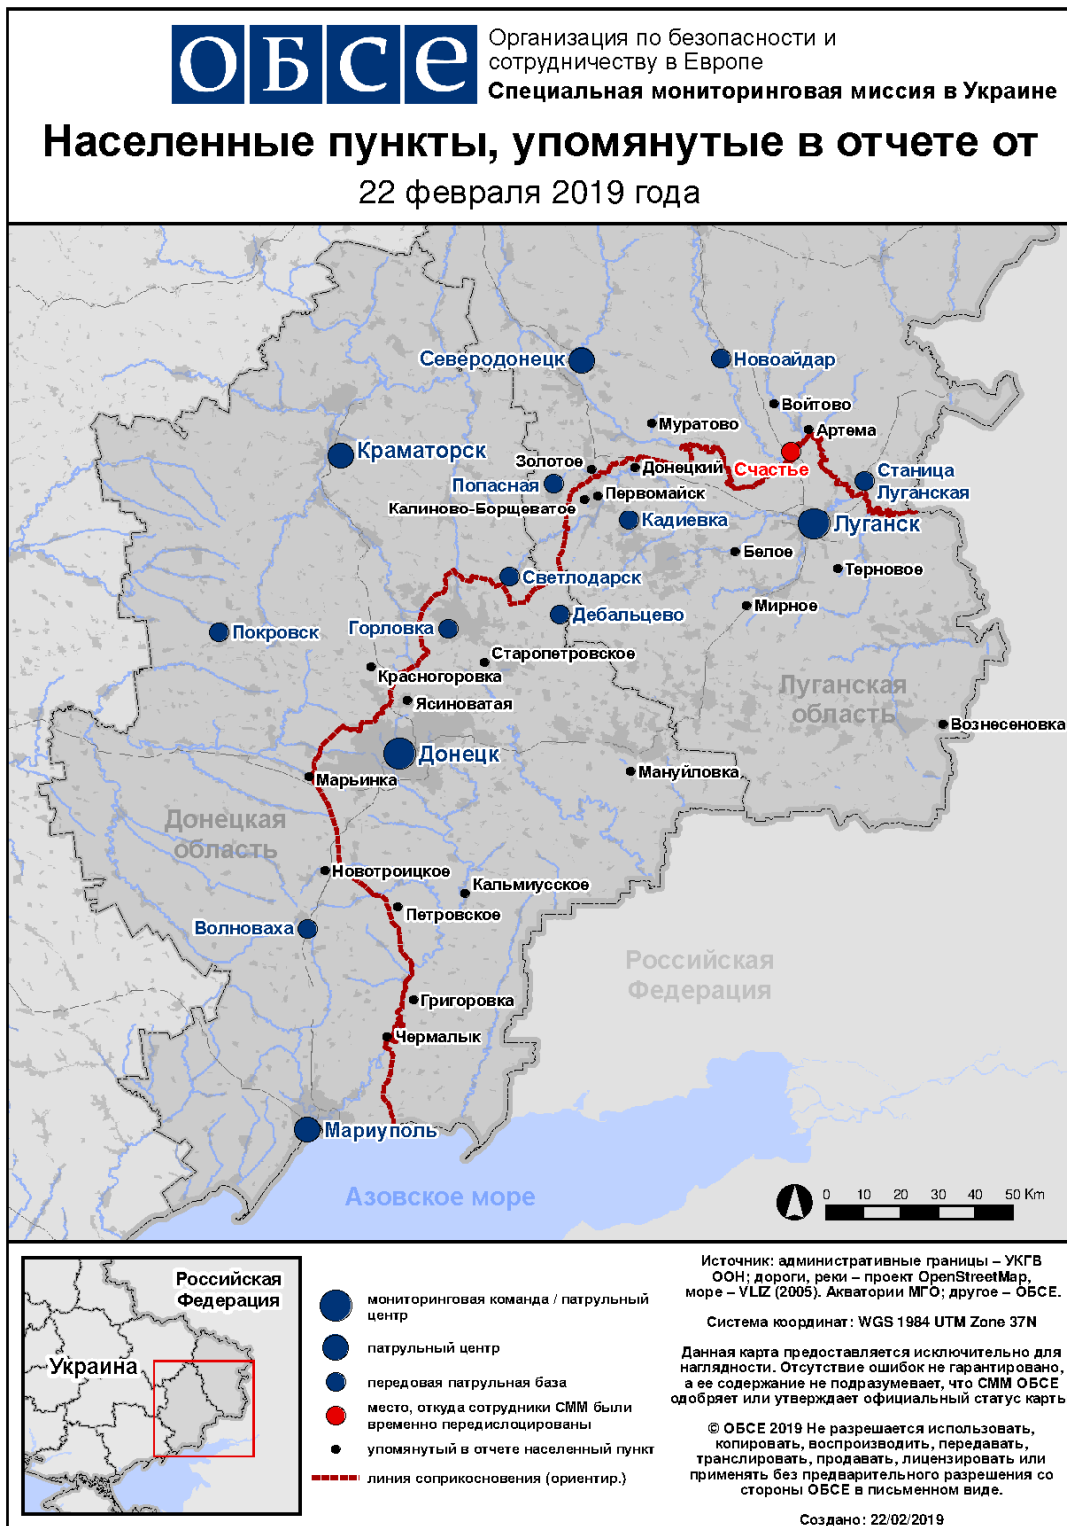 ОБСЕ
Организация по безопасности и
сотрудничеству в Европе
Специальная мониторинговая миссия в Украине
Населенные пункты, упомянутые в отчете от
22 февраля 2019 года
Северодонецк
Новоайдар
Войтово
Муратово
Артема
Краматорск
Золотое
Донецкий
Счастье
Станица
Луганская
Попасная
Первомайск
Калиново-Борщеватое
Кадиевка
Луганск
Белое
Терновое
Светлодарск
Мирное
Дебальцево
Покровск
Горловка
Старопетровское
Красногоровка
Луганская
область
Ясиноватая
Вознесеновка
Донецк
Мануйловка
Марьинка
Донецкая
область
Новотроицкое
Кальмиусское
Петровское
Волноваха
Российская
Федерация
Григоровка
Чермалык
Мариуполь
Азовское море
0 10 20 30 40 50 Km
Российская
Федерация
Украина
мониторинговая команда / патрульный
центр
патрульный центр
передовая патрульная база
место, откуда сотрудники СММ были
временно передислоцированы
упомянутый в отчете населенный пункт
линия соприкосновения (ориентир.)
Источник: административные границы – УКГВ
ООН; дороги, реки – проект OpenStreetMap,
море – VLIZ (2005). Акватории МГО; другое – ОБСЕ.
Система координат: WGS 1984 UTM Zone 37N
Данная карта предоставляется исключительно для
наглядности. Отсутствие ошибок не гарантировано,
а ее содержание не подразумевает, что СММ ОБСЕ
одобряет или утверждает официальный статус карть
© ОБСЕ 2019 Не разрешается использовать,
копировать, воспроизводить, передавать,
транслировать, продавать, лицензировать или
применять без предварительного разрешения со
стороны ОБСЕ в письменном виде.
Создано: 22/02/2019